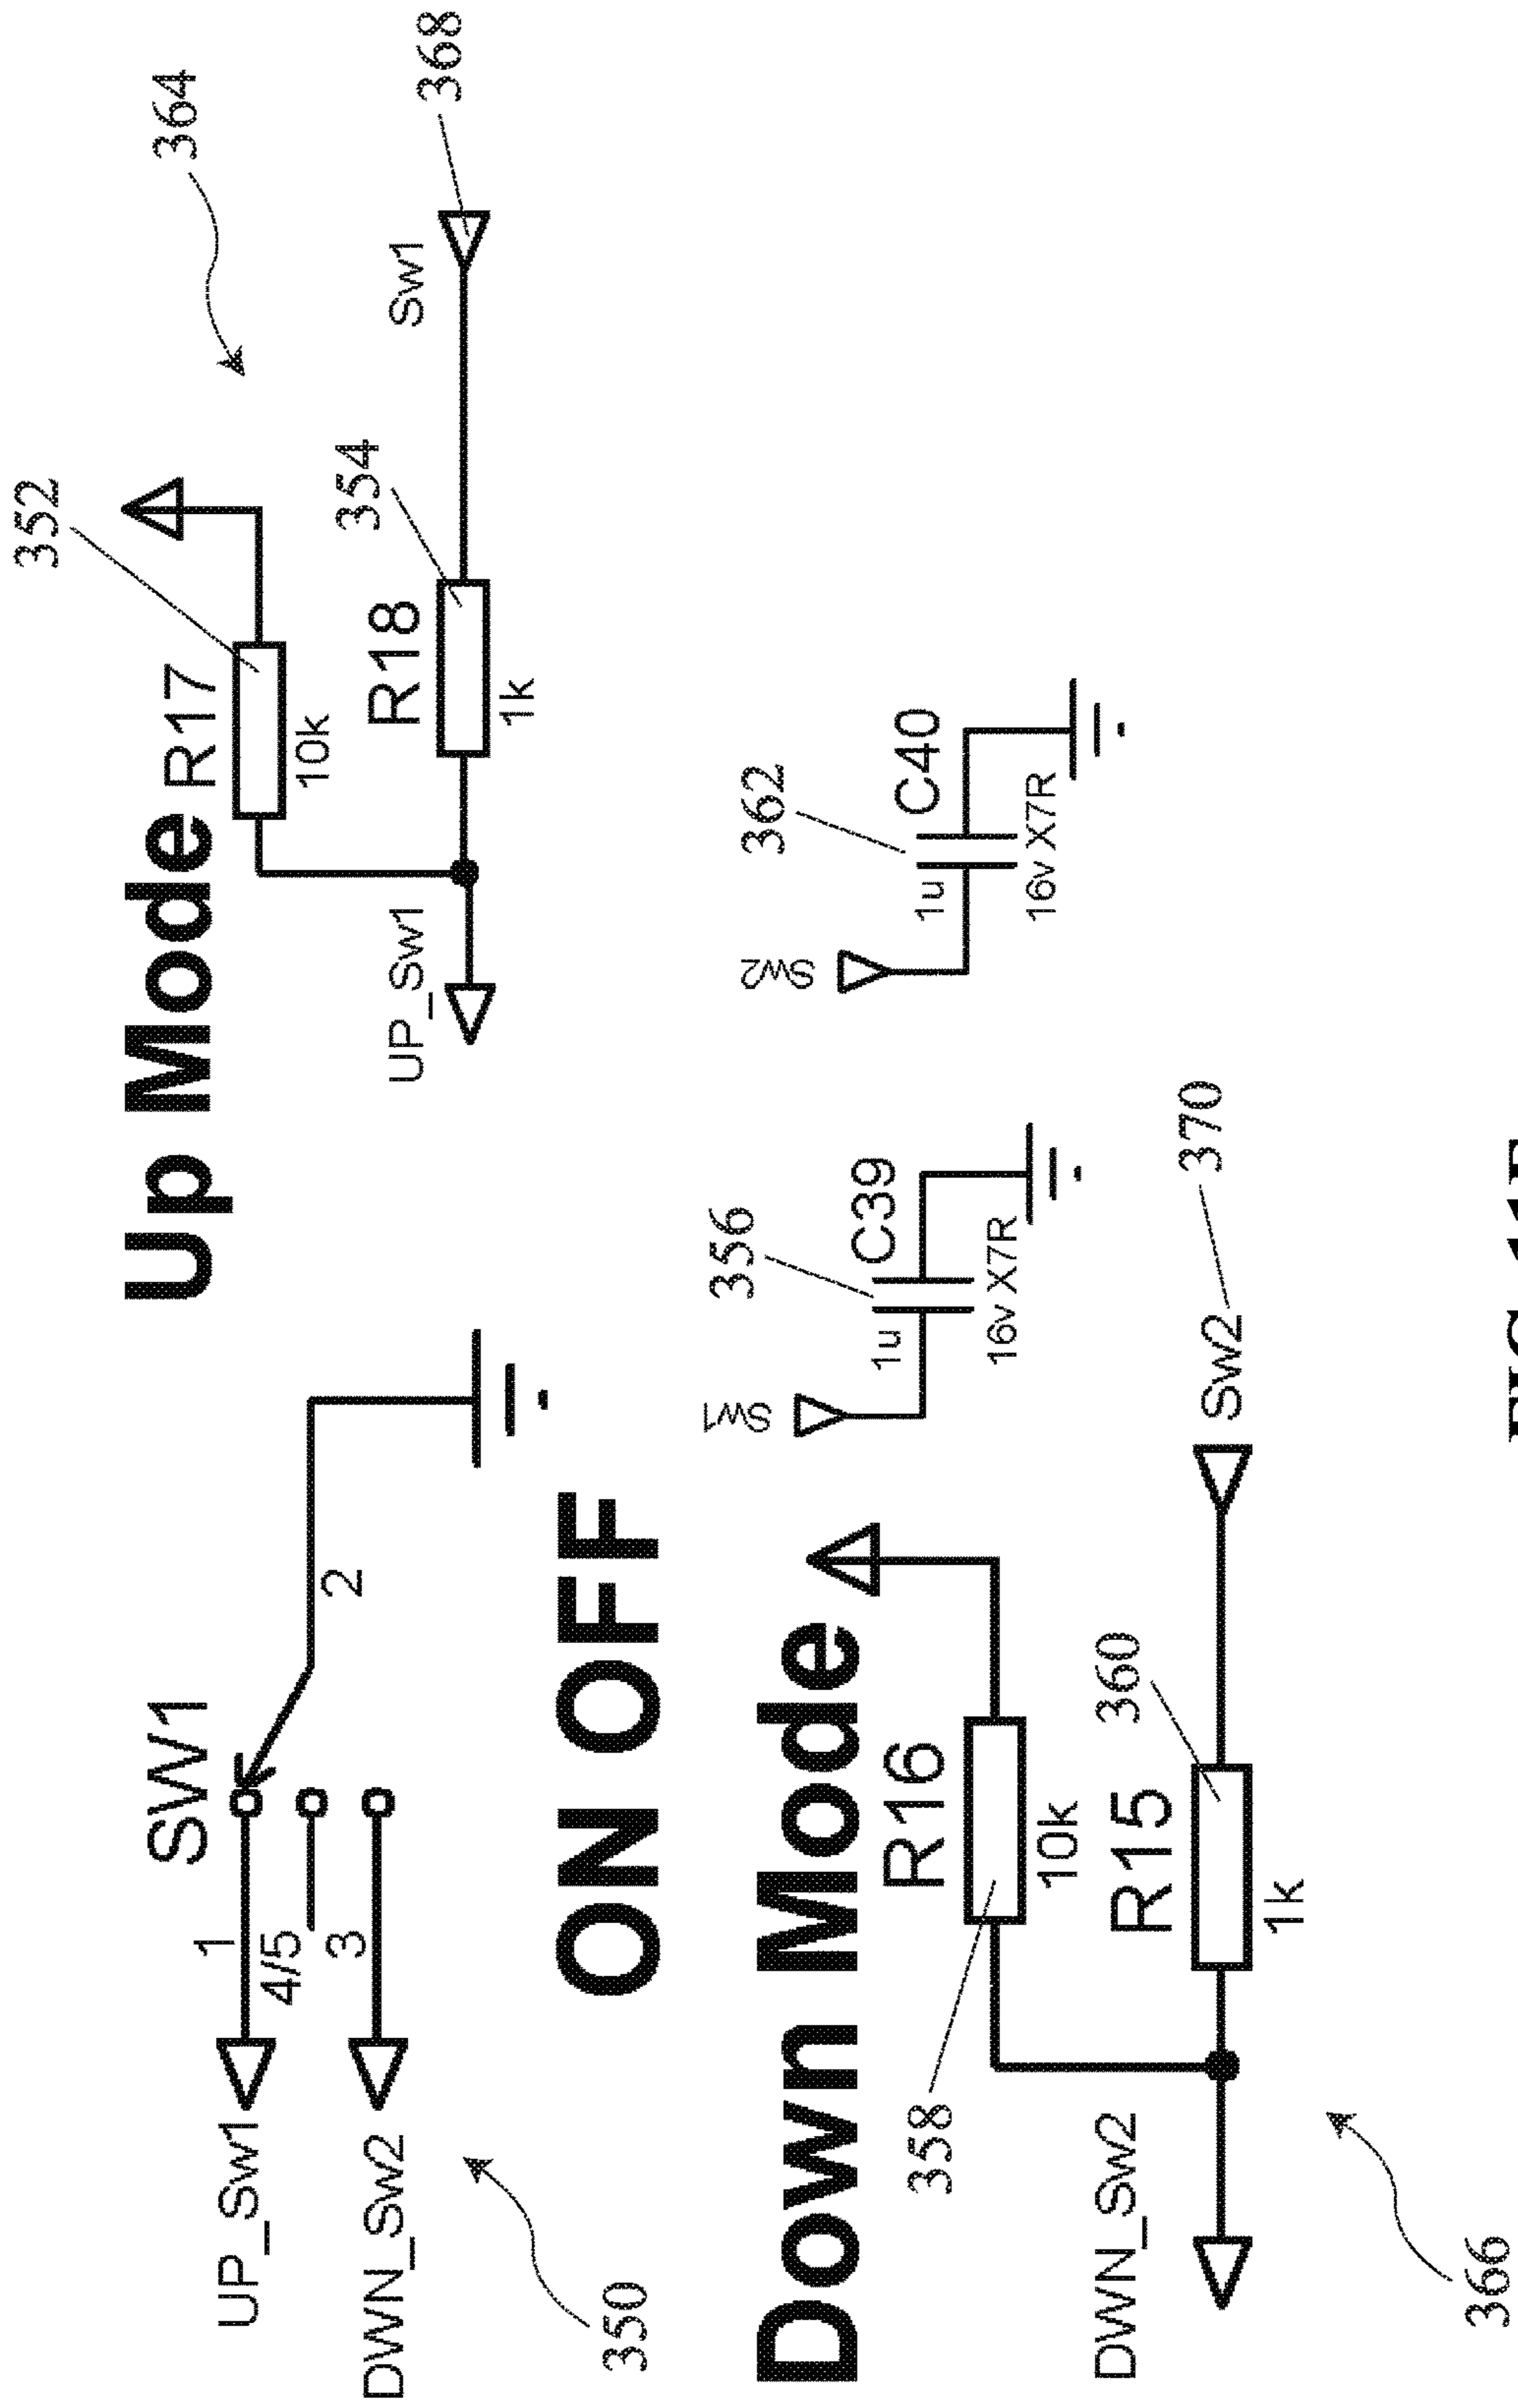 SW1
UP_Sw1
1
4/5
2
DWN_Sw2
3
350
ON OFF
Up Mode
R17
10k
352
364
R18
1k
354
UP_Sw1
Sw1
368
Down Mode
R16
10k
358
R15
1k
360
DWN_Sw2
Sw2
370
366
Sw1
1u
C39
16v X7R
356
Sw2
1u
C40
16v X7R
362